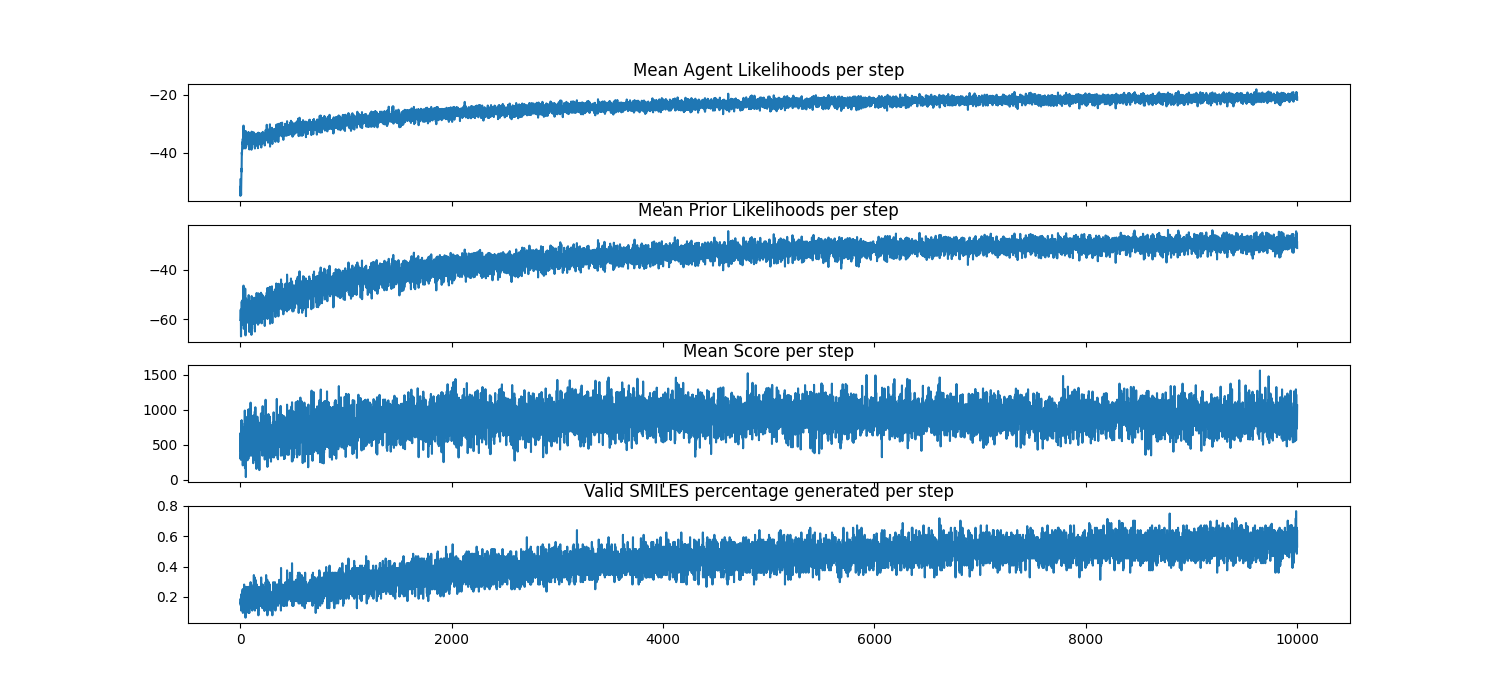 Mean Agent Likelihoods per step
−20
−40
Mean Prior Likelihoods per step
−40
−60
Mean Score per step
1500
1000
500
0
Valid SMILES percentage generated per step
0.8
0.6
0.4
0.2
0 2000 4000 6000 8000 10000